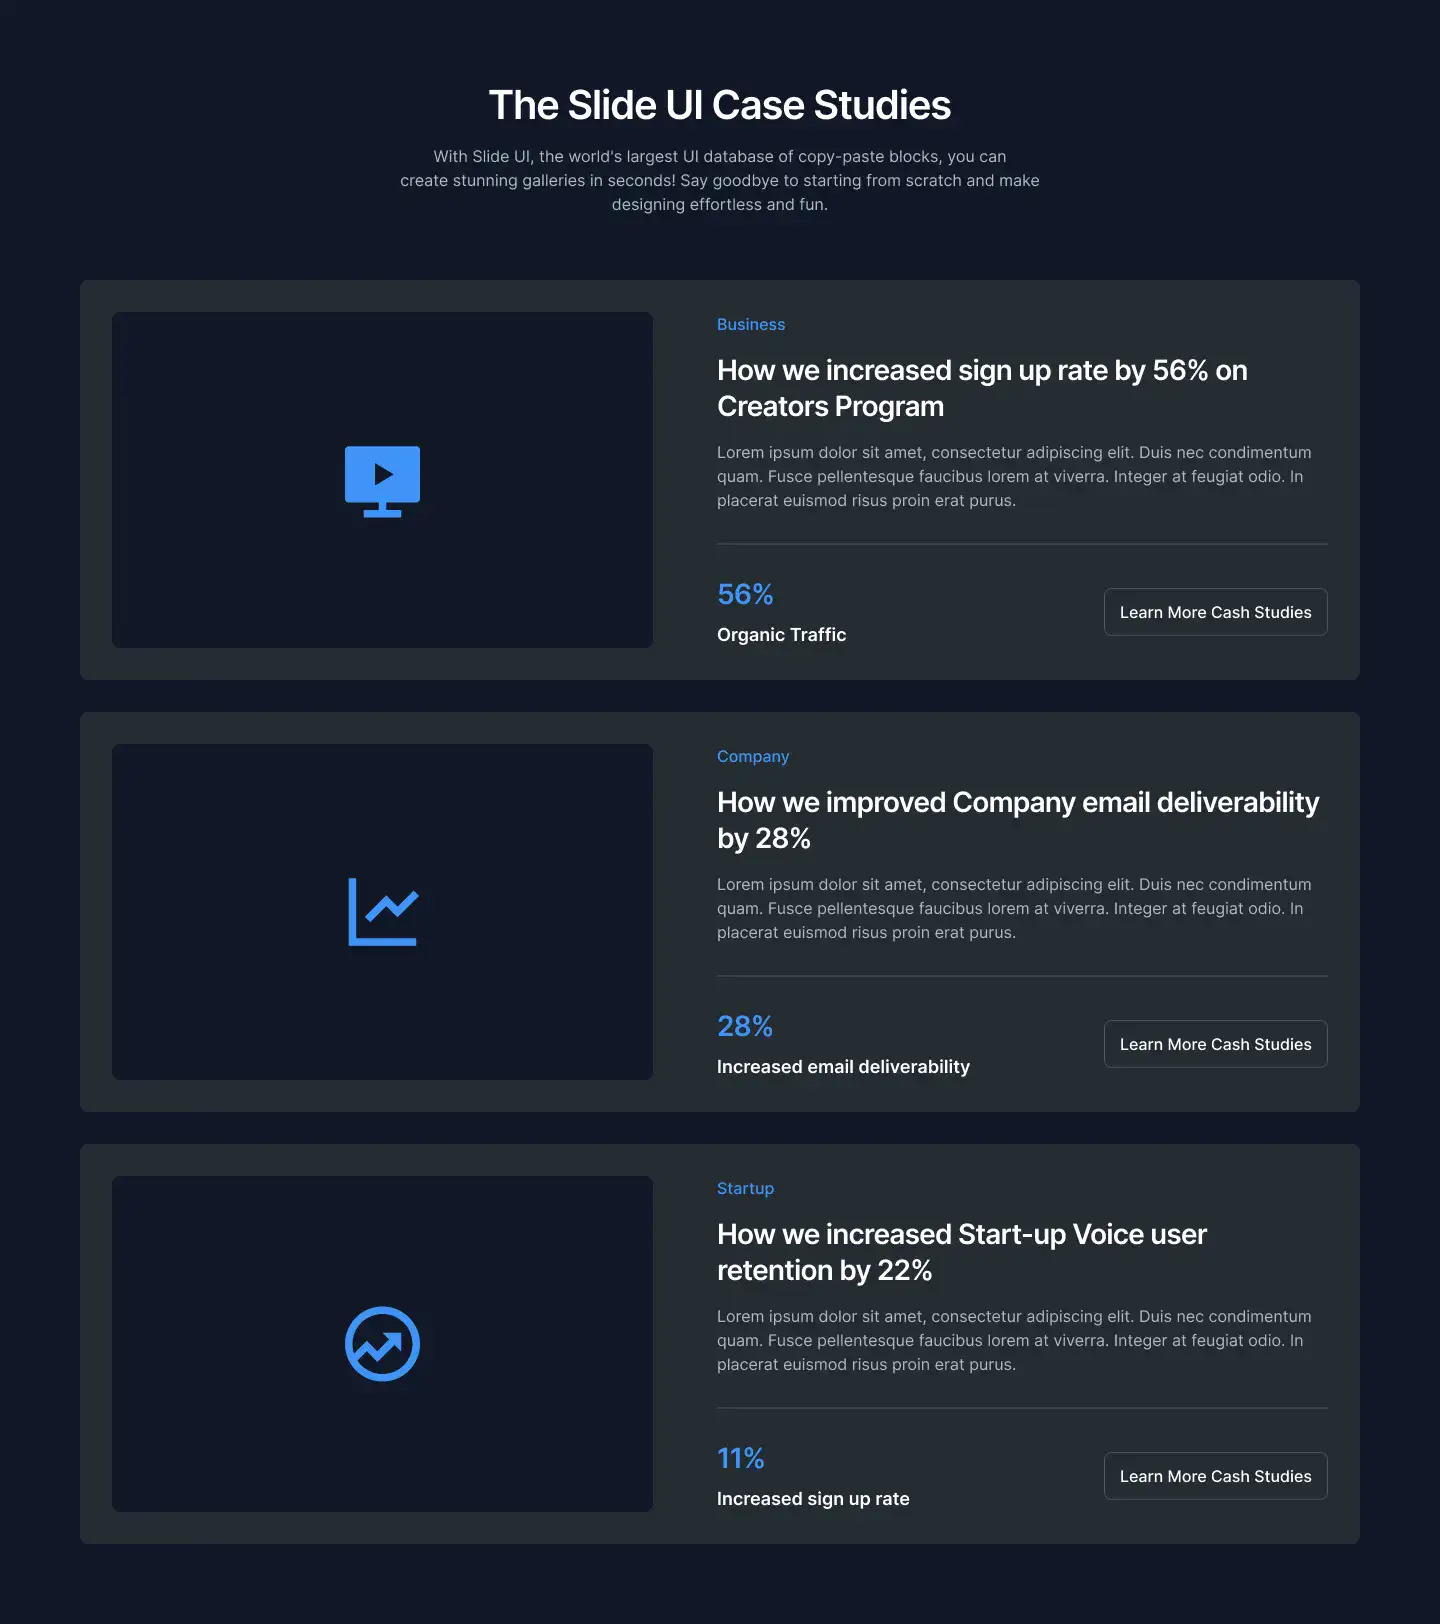 The Slide UI Case Studies
With Slide UI, the world's largest UI database of copy-paste blocks, you can
create stunning galleries in seconds! Say goodbye to starting from scratch and make
designing effortless and fun.
Business
How we increased sign up rate by 56% on
Creators Program
Lorem ipsum dolor sit amet, consectetur adipiscing elit. Duis nec condimentum
quam. Fusce pellentesque faucibus lorem at viverra. Integer at feugiat odio. In
placerat euismod risus proin erat purus.
56%
Organic Traffic
Learn More Cash Studies
Company
How we improved Company email deliverability
by 28%
Lorem ipsum dolor sit amet, consectetur adipiscing elit. Duis nec condimentum
quam. Fusce pellentesque faucibus lorem at viverra. Integer at feugiat odio. In
placerat euismod risus proin erat purus.
28%
Increased email deliverability
Learn More Cash Studies
Startup
How we increased Start-up Voice user
retention by 22%
Lorem ipsum dolor sit amet, consectetur adipiscing elit. Duis nec condimentum
quam. Fusce pellentesque faucibus lorem at viverra. Integer at feugiat odio. In
placerat euismod risus proin erat purus.
11%
Increased sign up rate
Learn More Cash Studies